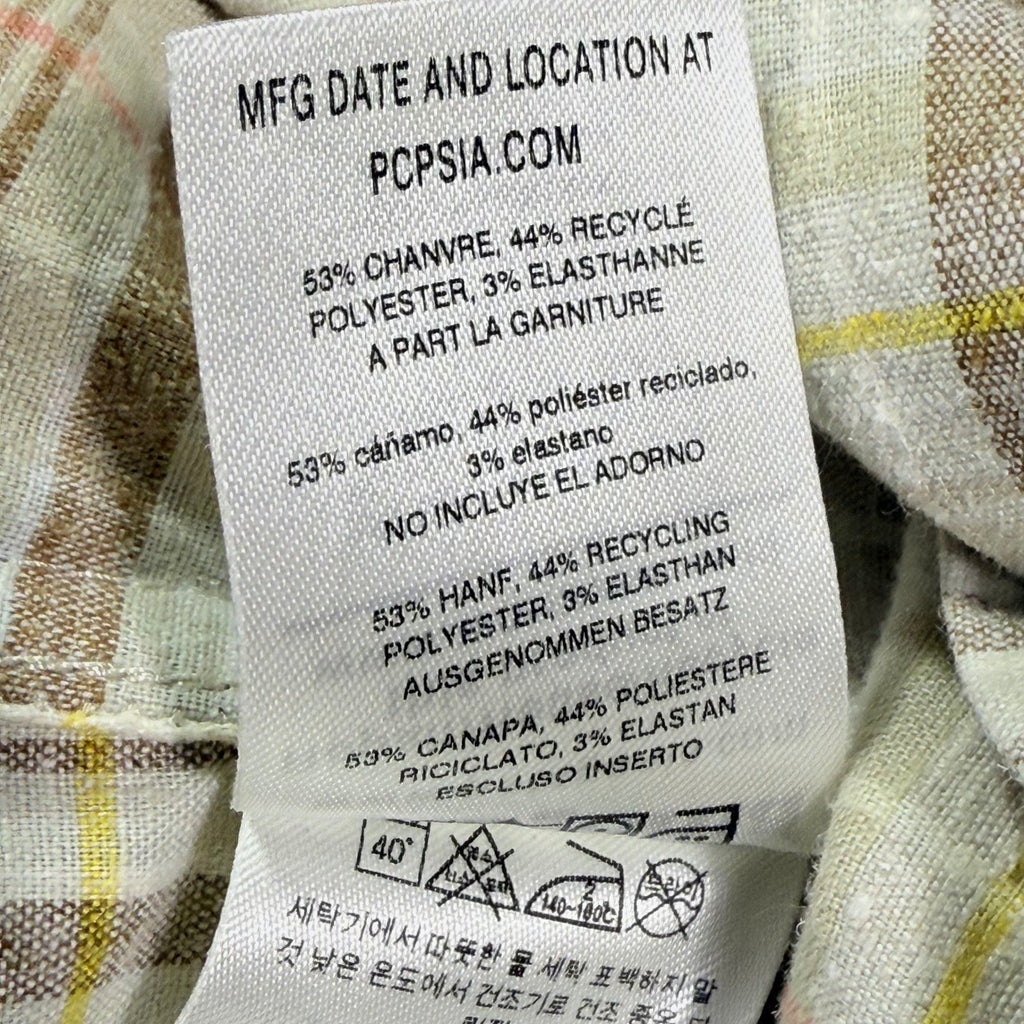 MFG DATE AND LOCATION AT
PCPSIA.COM
53% CHANVRE, 44% RECYCLÉ
POLYESTER, 3% ELASTHANNE
A PART LA GARNITURE
53% cáñamo, 44% poliéster reciclado,
3% elastano
NO INCLUYE EL ADORNO
53% HANF, 44% RECYCLING
POLYESTER, 3% ELASTHAN
AUSGENOMMEN BESATZ
53% CANAPA, 44% POLIESTERE
RICICLATO, 3% ELASTAN
ESCLUSO INSERTO
40°
2
140~160℃
드라이
세탁기에서 따뜻한 물 세탁 표백하지 말
것 낮은 온도에서 건조기로 건조